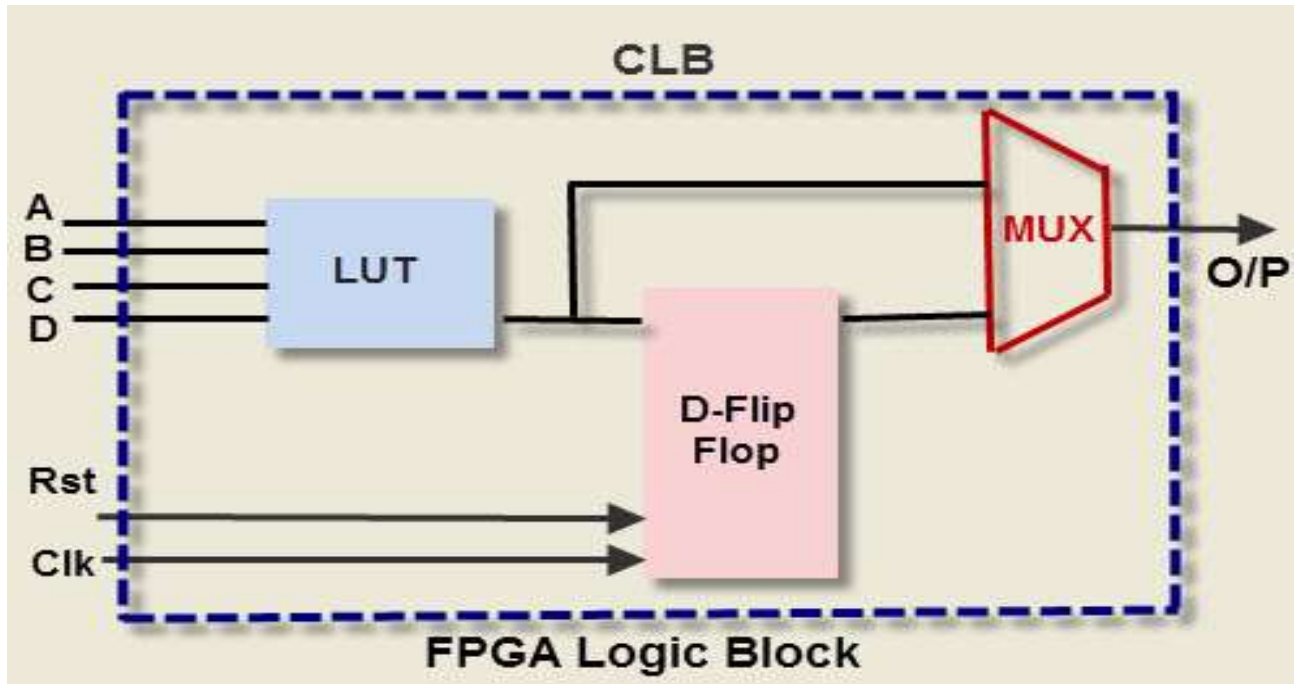 CLB
A
B
C
D
LUT
MUX
O/P
D-Flip
Flop
Rst
Clk
FPGA Logic Block